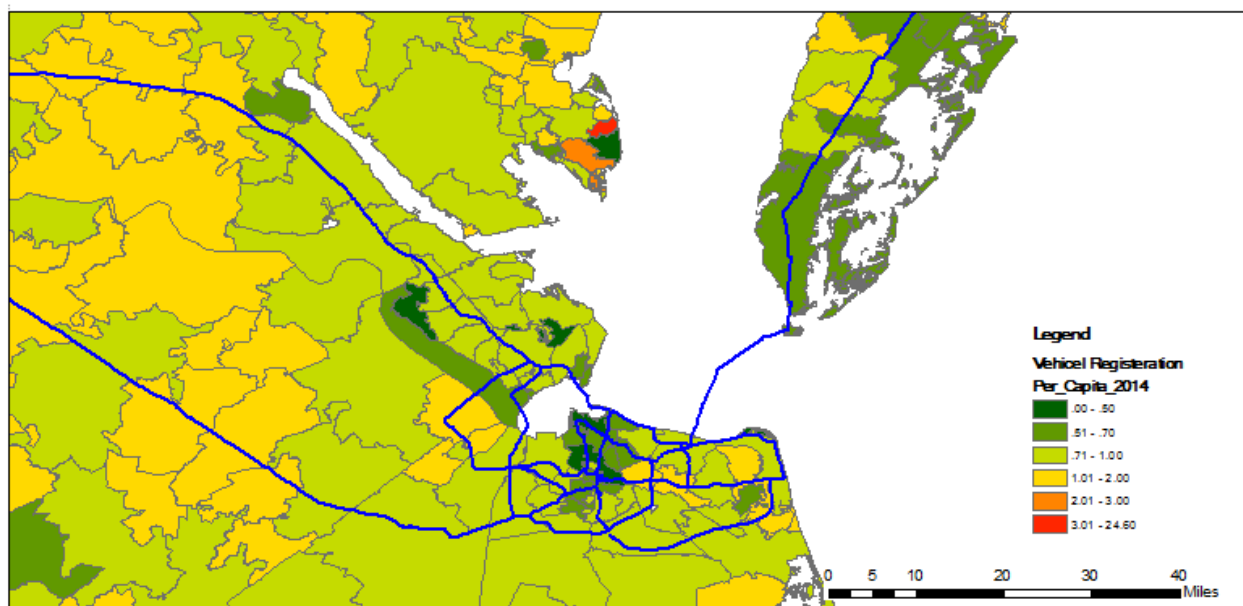 Legend
Vehicel Registeration
Per_Capita_2014
.00 - .50
.51 - .70
.71 - 1.00
1.01 - 2.00
2.01 - 3.00
3.01 - 24.60
0 5 10 20 30 40
Miles